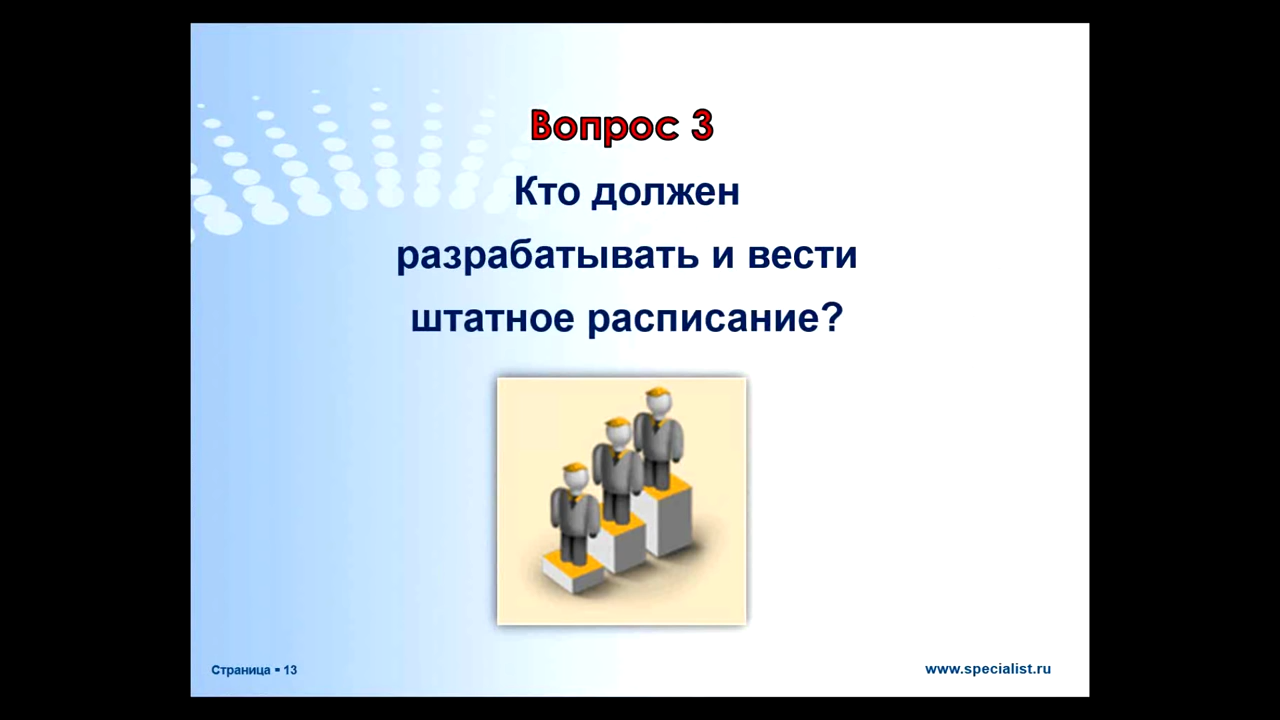 Вопрос 3
Кто должен
разрабатывать и вести
штатное расписание?
Страница ▪ 13
www.specialist.ru